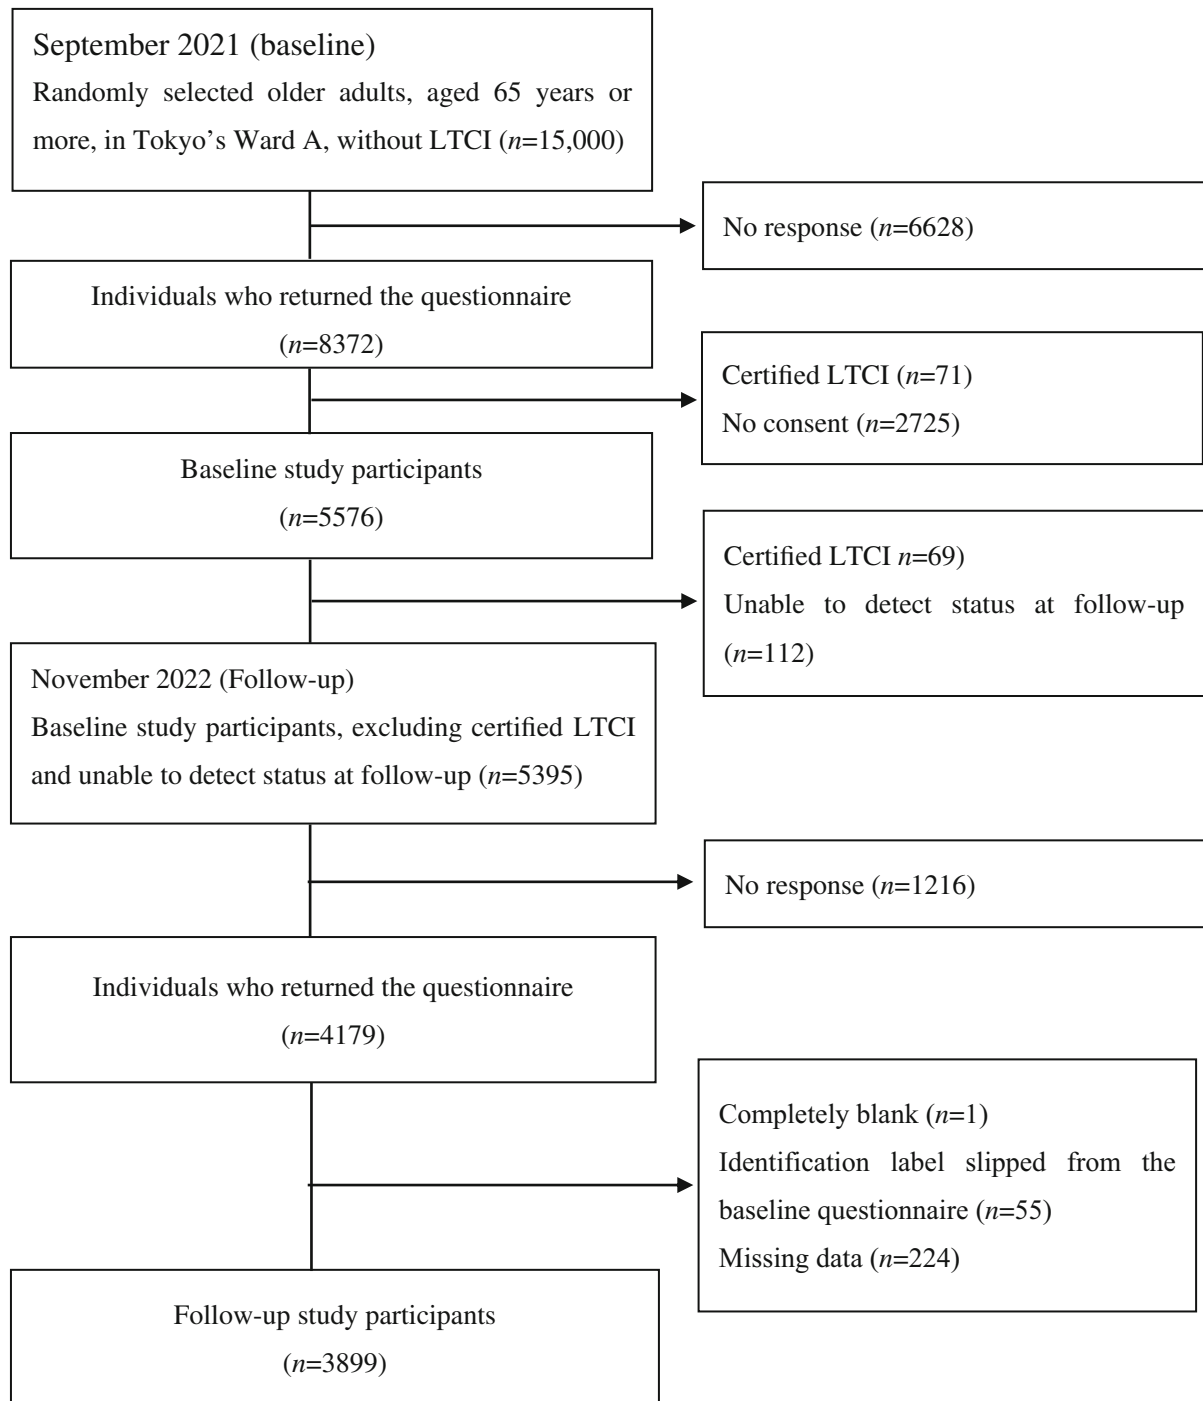 September 2021 (baseline)
Randomly selected older adults, aged 65 years or
more, in Tokyo’s Ward A, without LTCI (n=15,000)
No response (n=6628)
Individuals who returned the questionnaire
(n=8372)
Certified LTCI (n=71)
No consent (n=2725)
Baseline study participants
(n=5576)
Certified LTCI n=69)
Unable to detect status at follow-up
(n=112)
November 2022 (Follow-up)
Baseline study participants, excluding certified LTCI
and unable to detect status at follow-up (n=5395)
No response (n=1216)
Individuals who returned the questionnaire
(n=4179)
Completely blank (n=1)
Identification label slipped from the
baseline questionnaire (n=55)
Missing data (n=224)
Follow-up study participants
(n=3899)